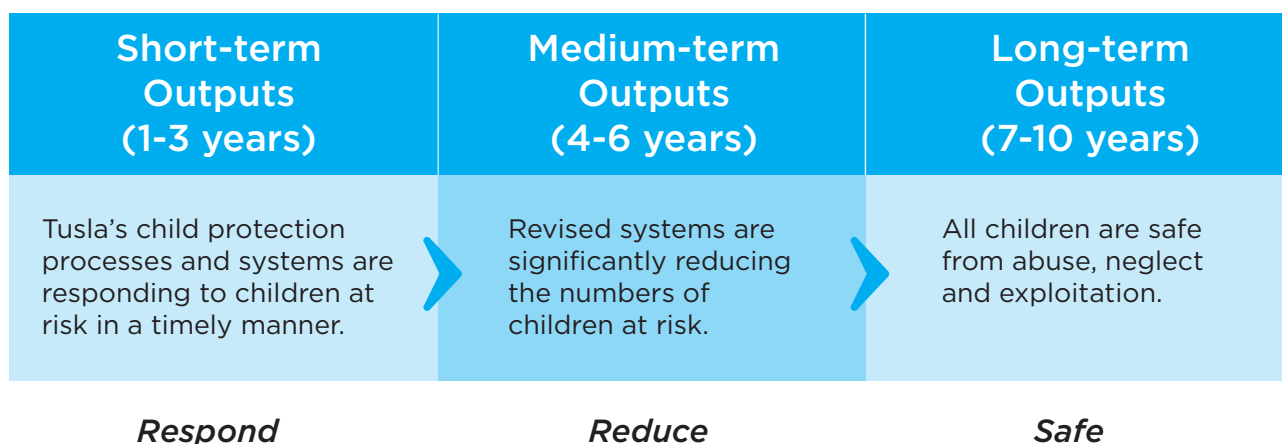 Short-term
Outputs
(1-3 years)
Medium-term
Outputs
(4-6 years)
Long-term
Outputs
(7-10 years)
Tusla’s child protection
processes and systems are
responding to children at
risk in a timely manner.
Revised systems are
significantly reducing
the numbers of
children at risk.
All children are safe
from abuse, neglect
and exploitation.
Respond
Reduce
Safe